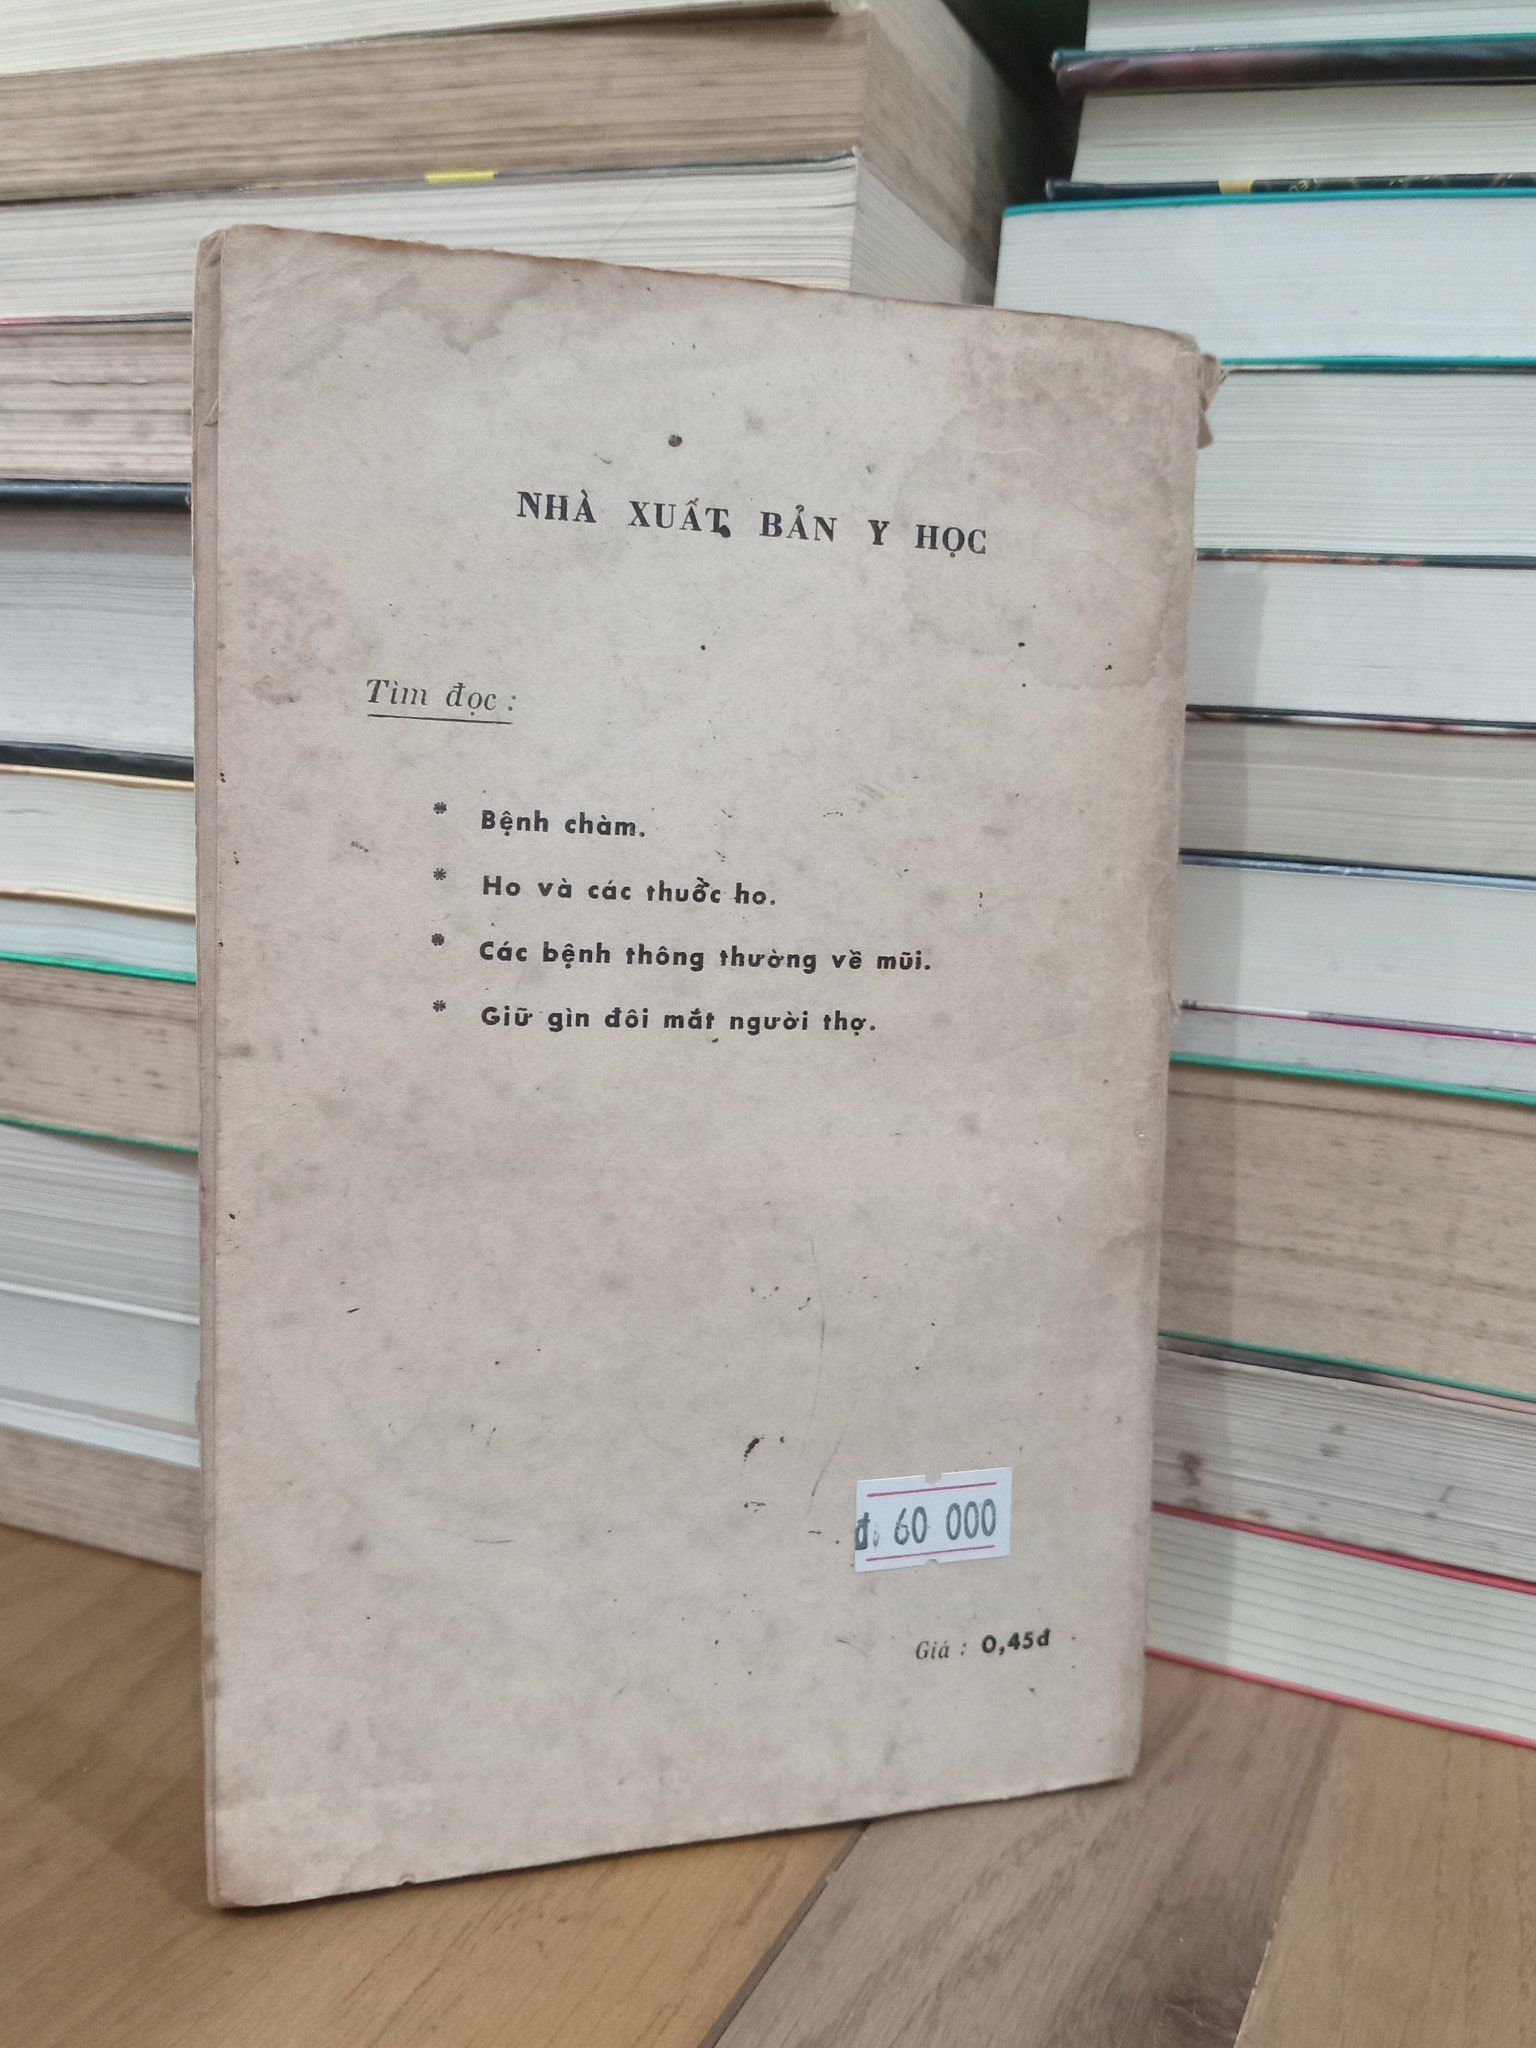 NHÀ XUẤT BẢN Y HỌC
Tìm đọc :
* Bệnh chàm.
* Ho và các thuốc ho.
* Các bệnh thông thường về mũi.
* Giữ gìn đôi mắt người thợ.
đ. 60 000
Giá : 0,45đ